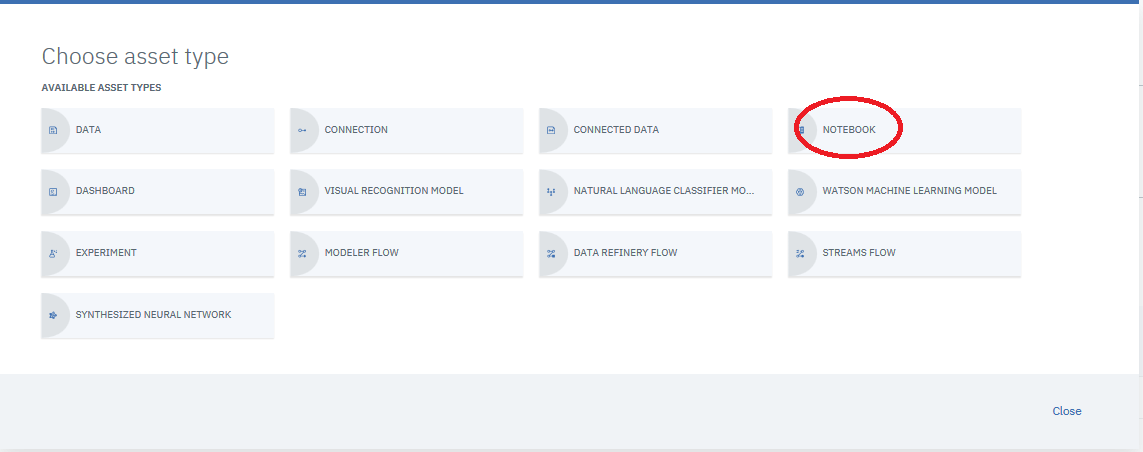 Choose asset type
AVAILABLE ASSET TYPES
DATA
CONNECTION
CONNECTED DATA
NOTEBOOK
DASHBOARD
VISUAL RECOGNITION MODEL
NATURAL LANGUAGE CLASSIFIER MO...
WATSON MACHINE LEARNING MODEL
EXPERIMENT
MODELER FLOW
DATA REFINERY FLOW
STREAMS FLOW
SYNTHESIZED NEURAL NETWORK
Close